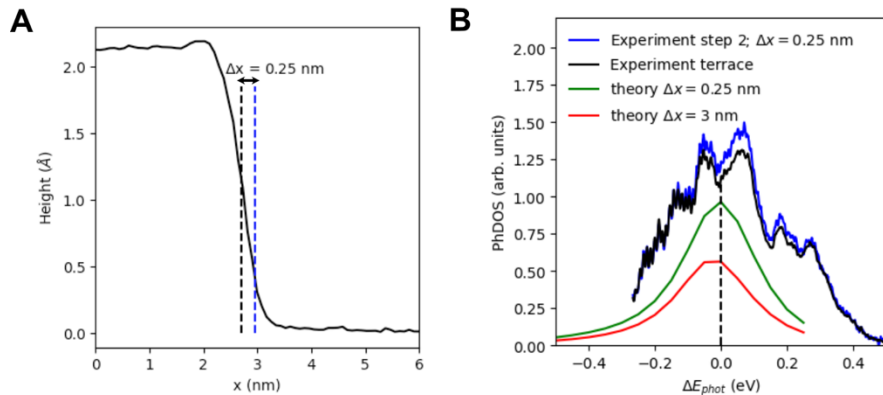 A
Height (Å)
2.0
1.5
1.0
0.5
0.0
Δx = 0.25 nm
0 1 2 3 4 5 6
x (nm)
B
PhDOS (arb. units)
2.00
1.75
1.50
1.25
1.00
0.75
0.50
0.25
0.00
Experiment step 2; Δx = 0.25 nm
Experiment terrace
theory Δx = 0.25 nm
theory Δx = 3 nm
−0.4 −0.2 0.0 0.2 0.4
ΔE_phot (eV)